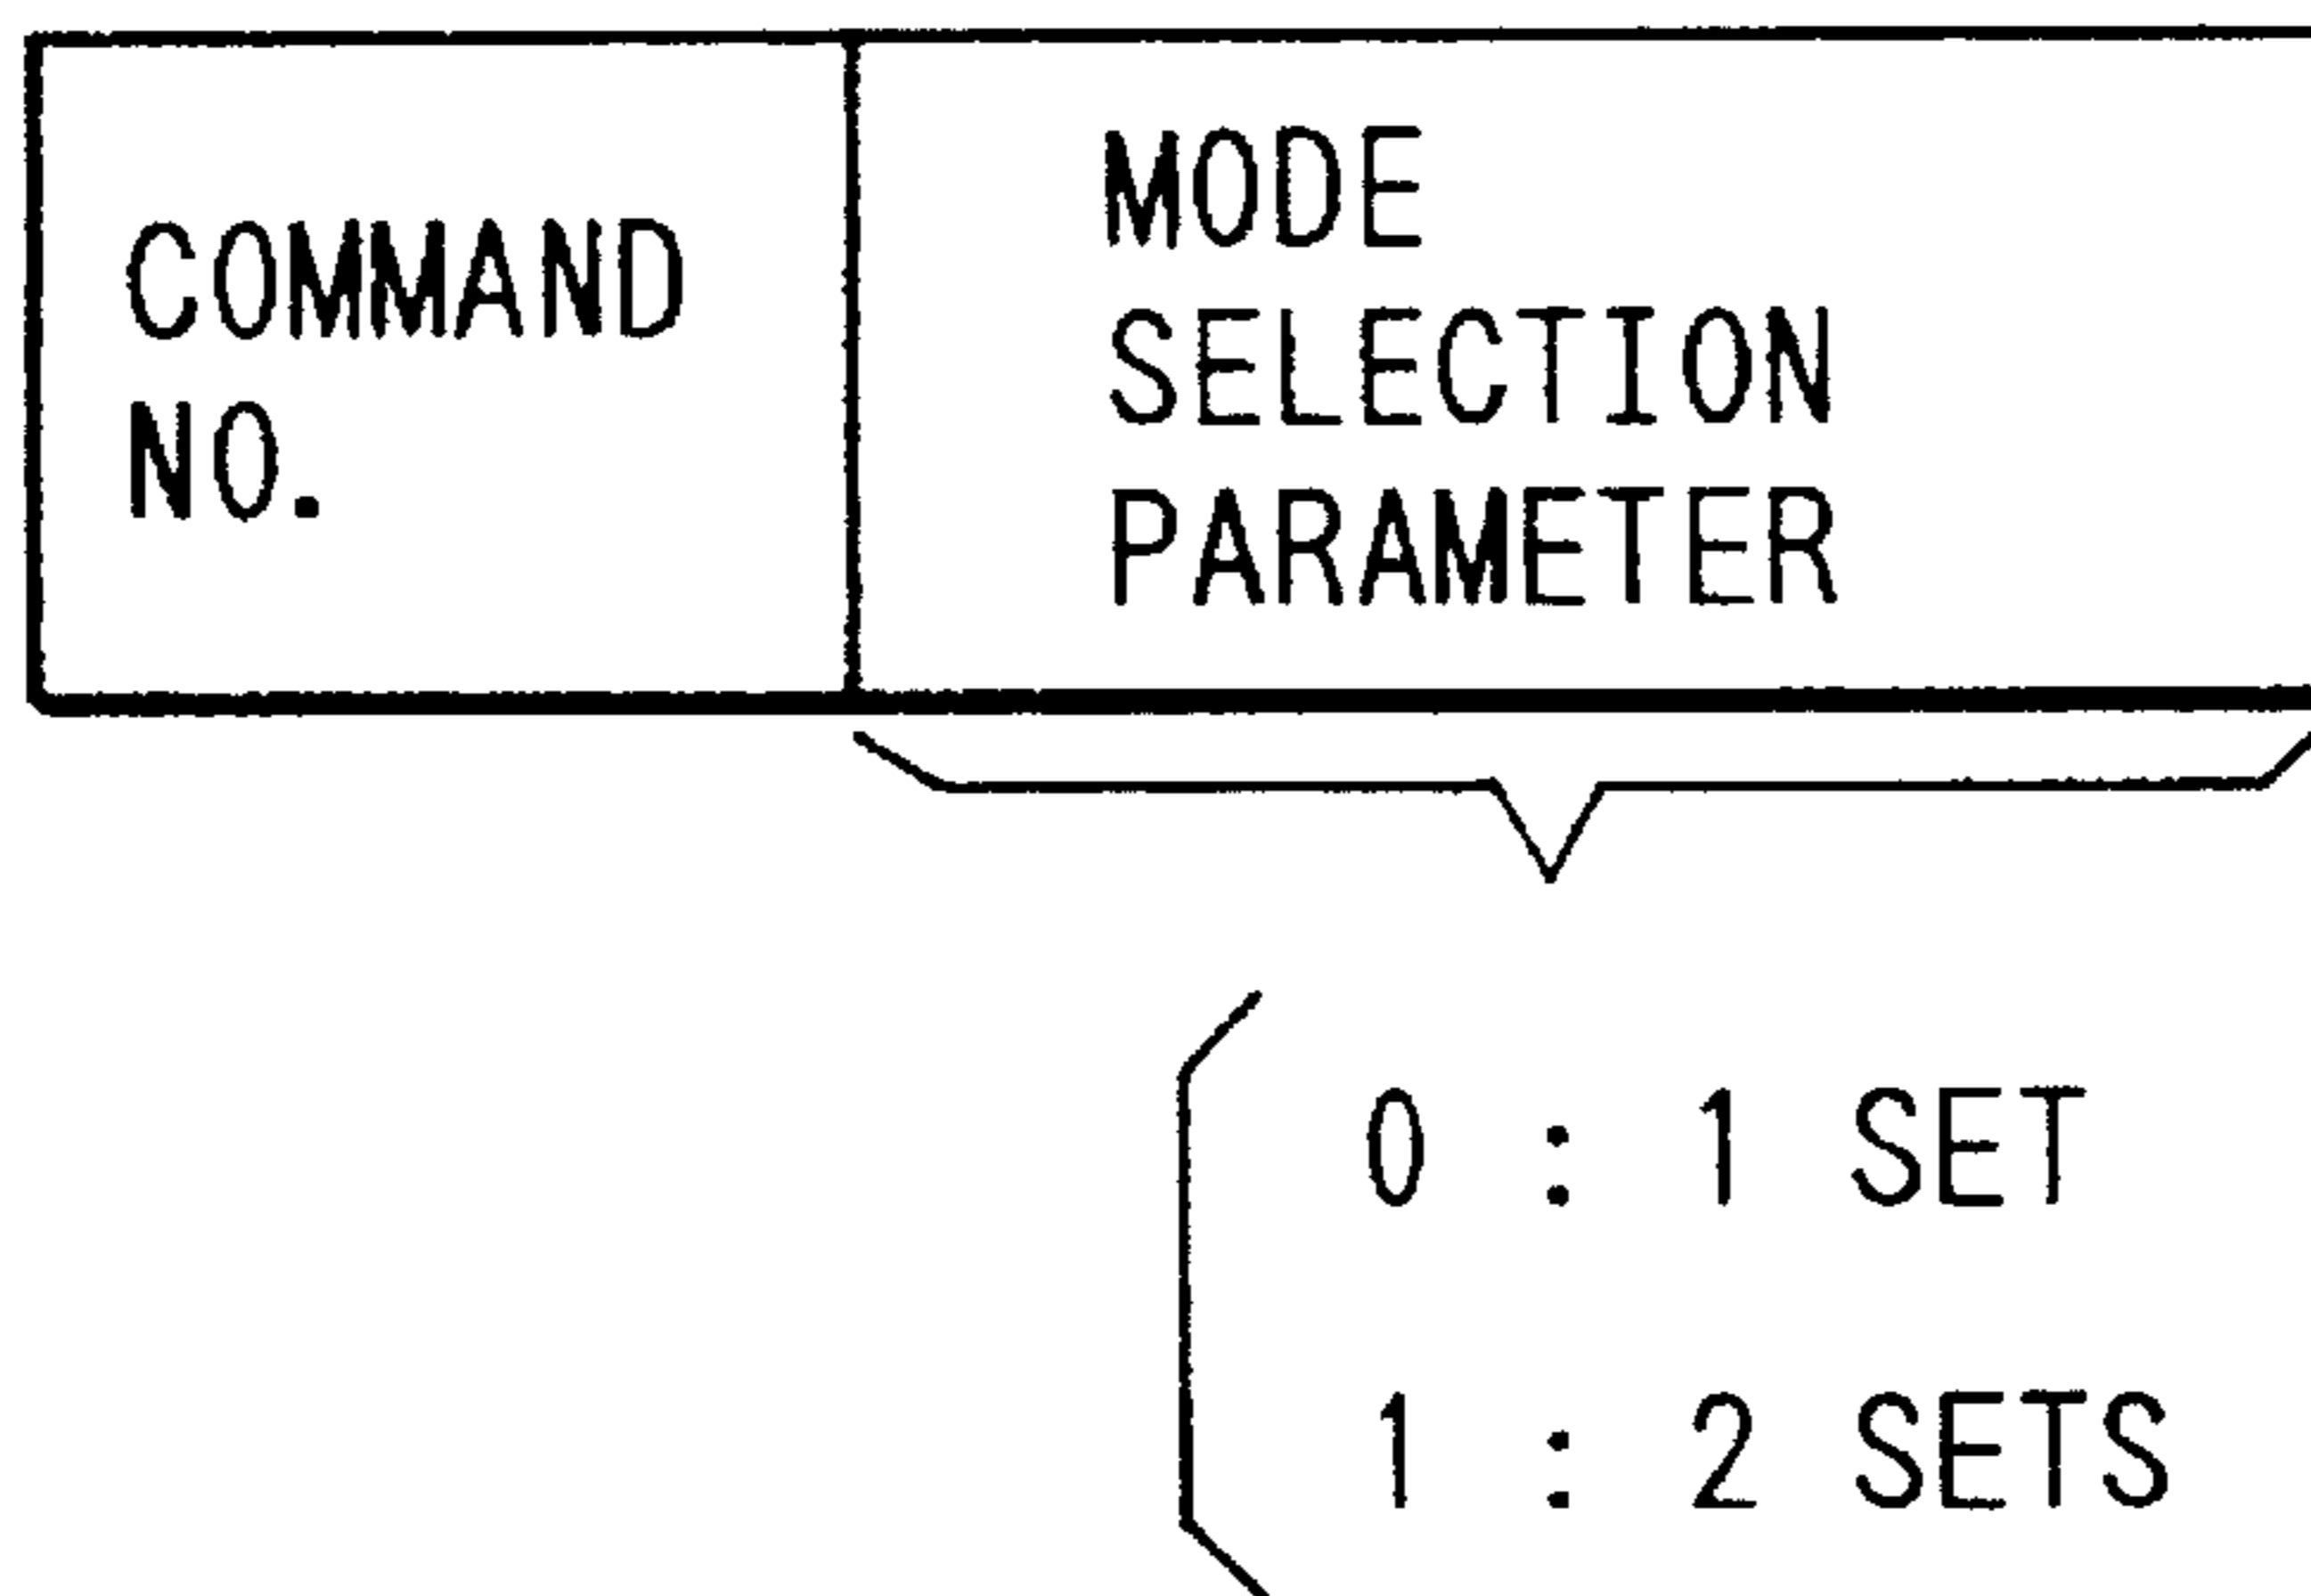 COMMAND
NO.
MODE
SELECTION
PARAMETER
0 : 1 SET
1 : 2 SETS